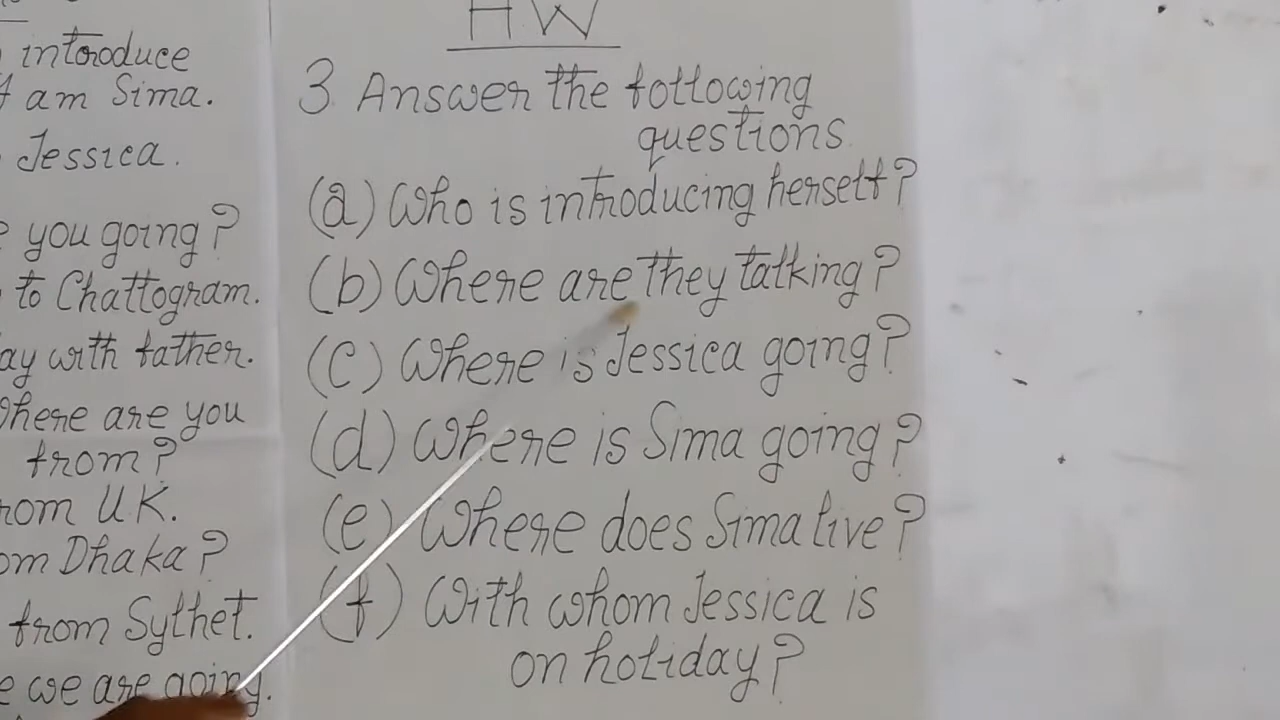 introduce
am Sima.
Jessica.
you going?
to Chattogram.
ay with father.
Where are you
from?
rom U.K.
om Dhaka?
from Sylhet.
e we are going.
HW
3. Answer the following
questions
(a) Who is introducing herself?
(b) Where are they talking?
(c) Where is Jessica going?
(d) Where is Sima going?
(e) Where does Sima live?
(f) With whom Jessica is
on holiday?